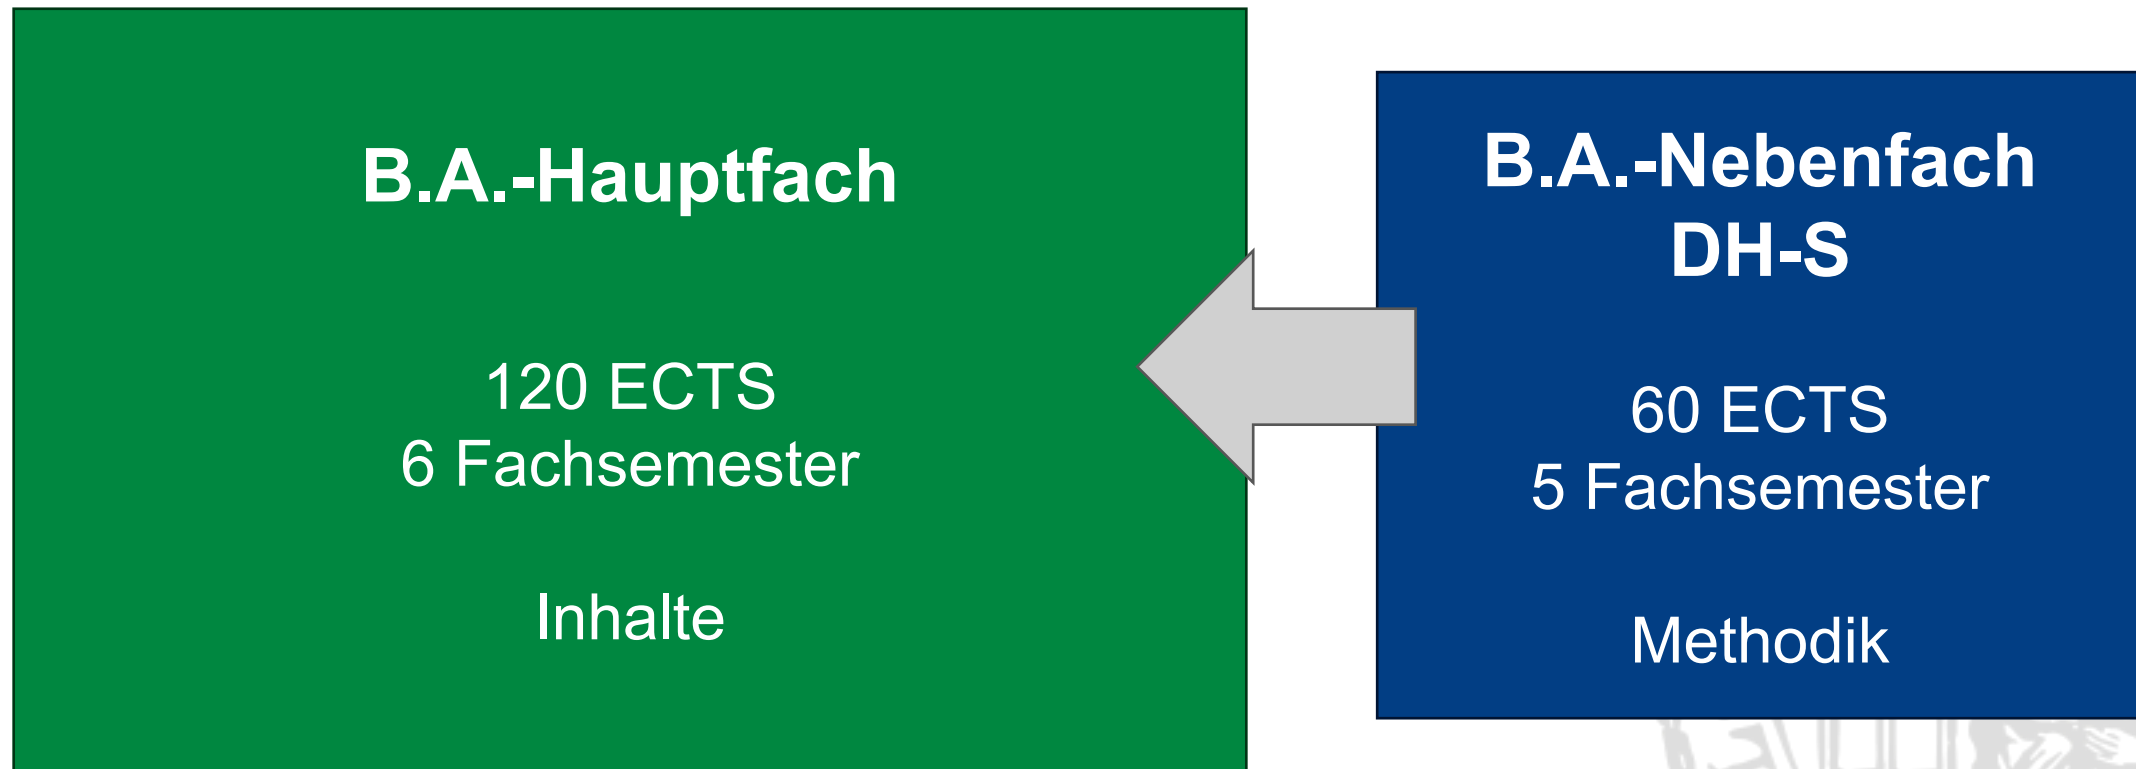 B.A.-Hauptfach
120 ECTS
6 Fachsemester
Inhalte
B.A.-Nebenfach
DH-S
60 ECTS
5 Fachsemester
Methodik